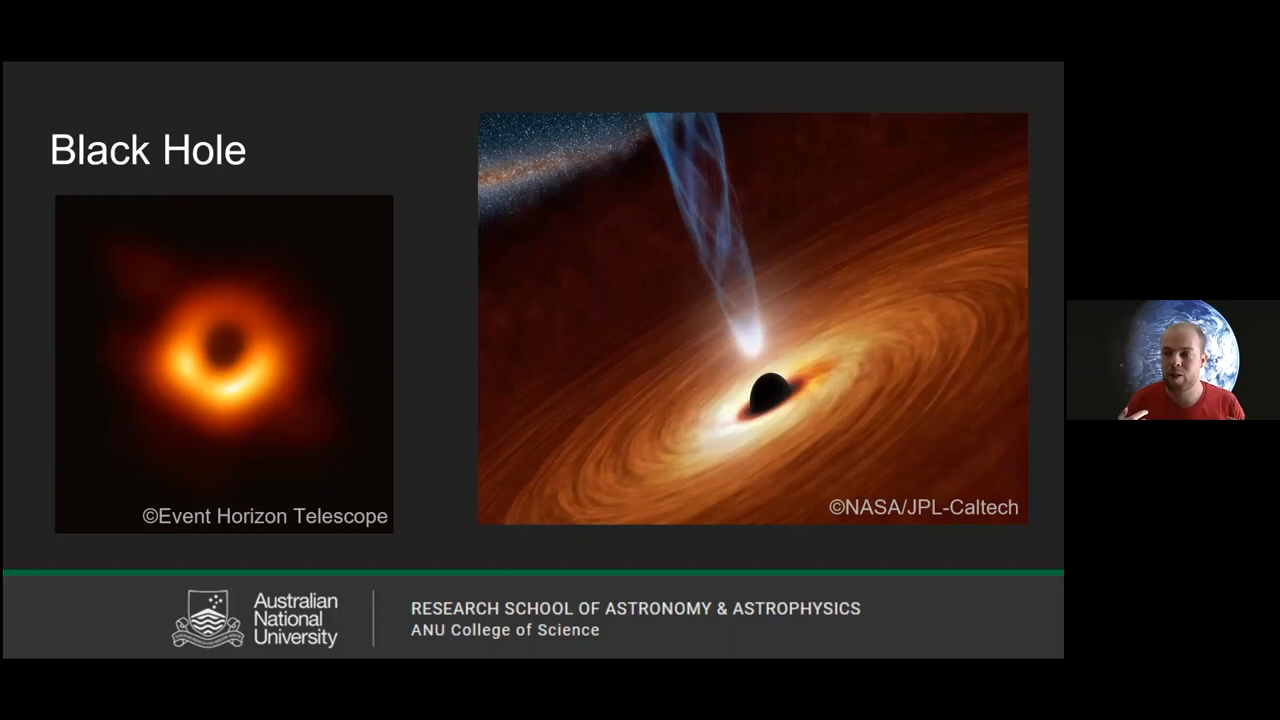 Black Hole
©Event Horizon Telescope
©NASA/JPL-Caltech
Australian
National
University
RESEARCH SCHOOL OF ASTRONOMY & ASTROPHYSICS
ANU College of Science